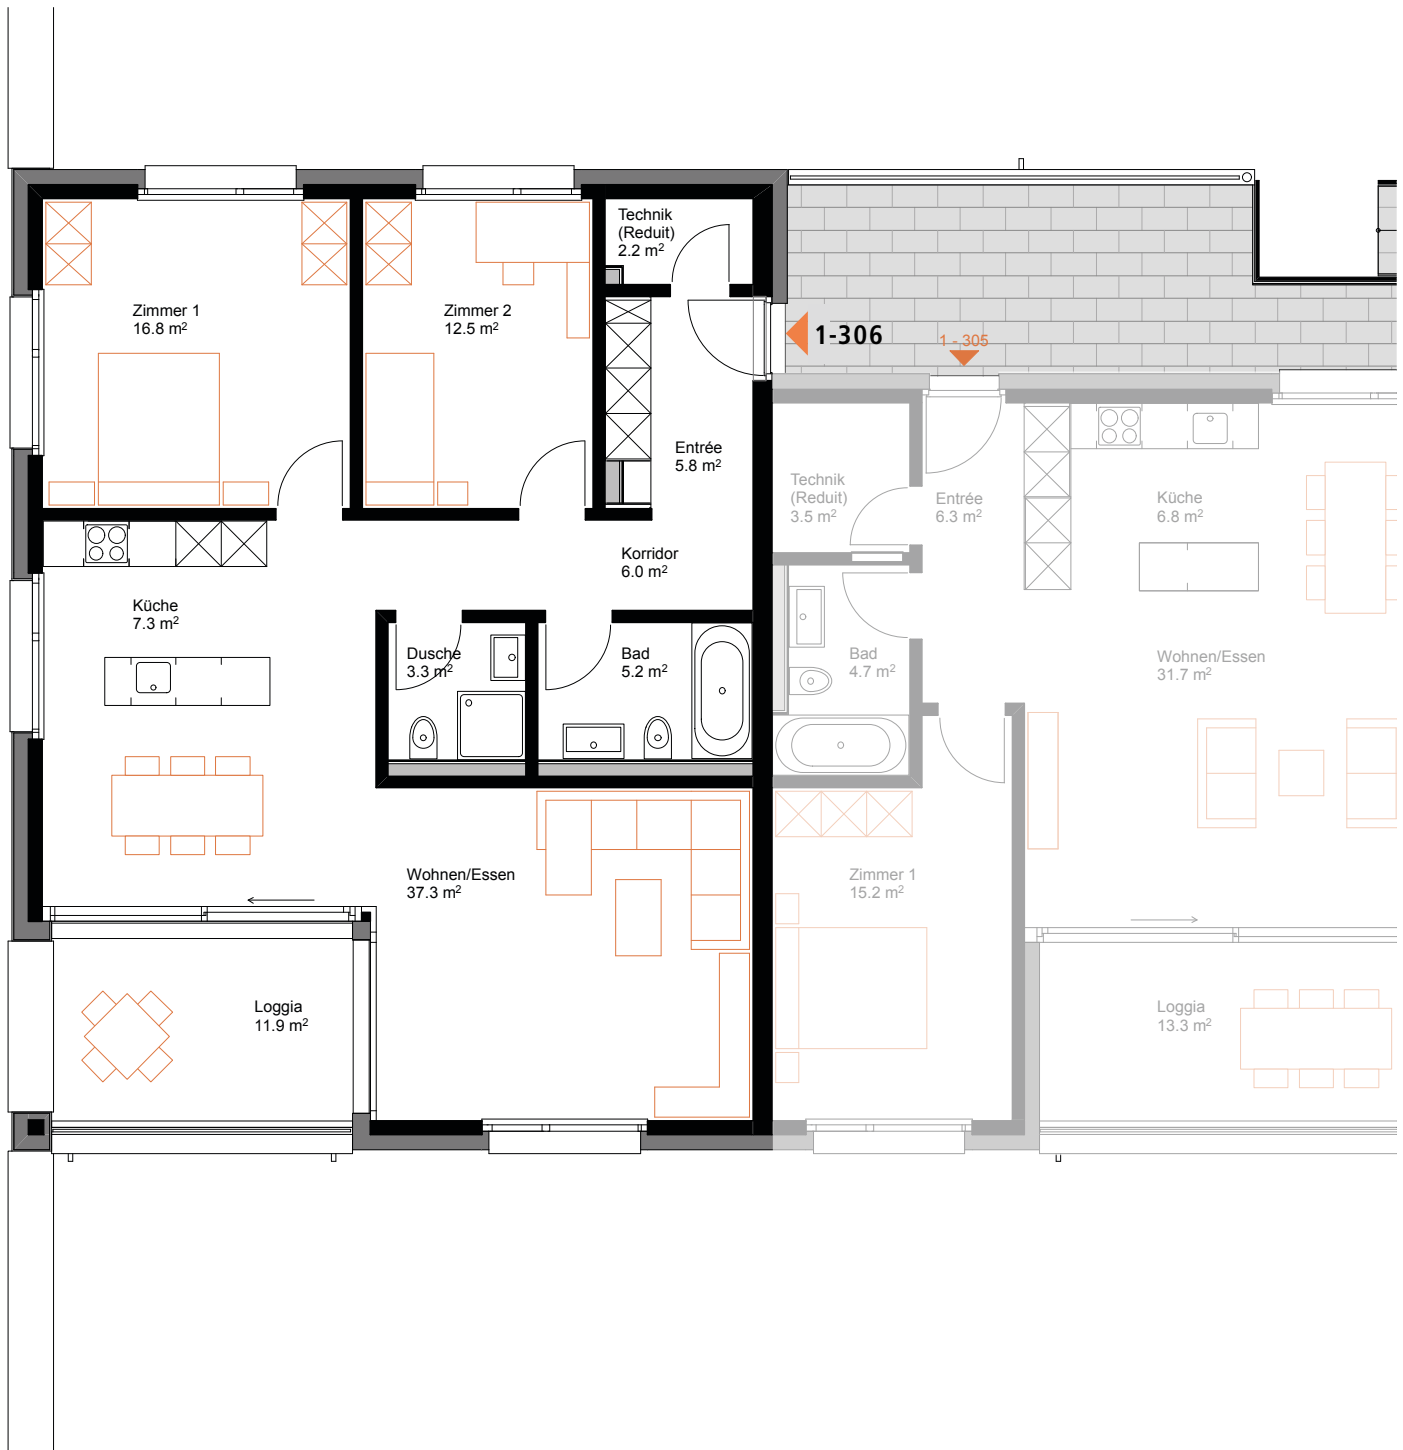 Technik
(Reduit)
2.2 m²
Zimmer 1
16.8 m²
Zimmer 2
12.5 m²
1-306
1 - 305
Entrée
5.8 m²
Technik
(Reduit)
3.5 m²
Entrée
6.3 m²
Küche
6.8 m²
Korridor
6.0 m²
Küche
7.3 m²
Dusche
3.3 m²
Bad
5.2 m²
Bad
4.7 m²
Wohnen/Essen
31.7 m²
Wohnen/Essen
37.3 m²
Zimmer 1
15.2 m²
Loggia
11.9 m²
Loggia
13.3 m²